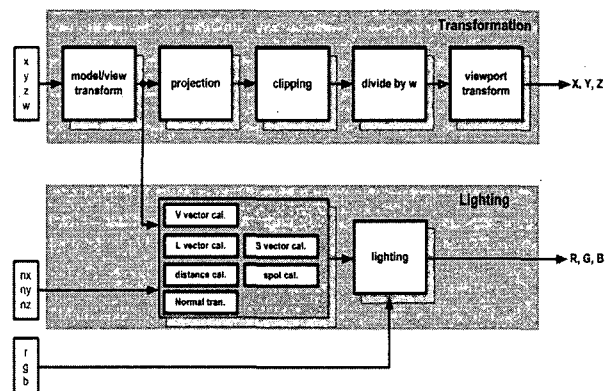 Transformation
x
y
z
w
model/view
transform
projection
clipping
divide by w
viewport
transform
X, Y, Z
Lighting
V vector cal.
L vector cal.
S vector cal.
distance cal.
spot cal.
Normal tran.
lighting
R, G, B
nx
ny
nz
r
g
b